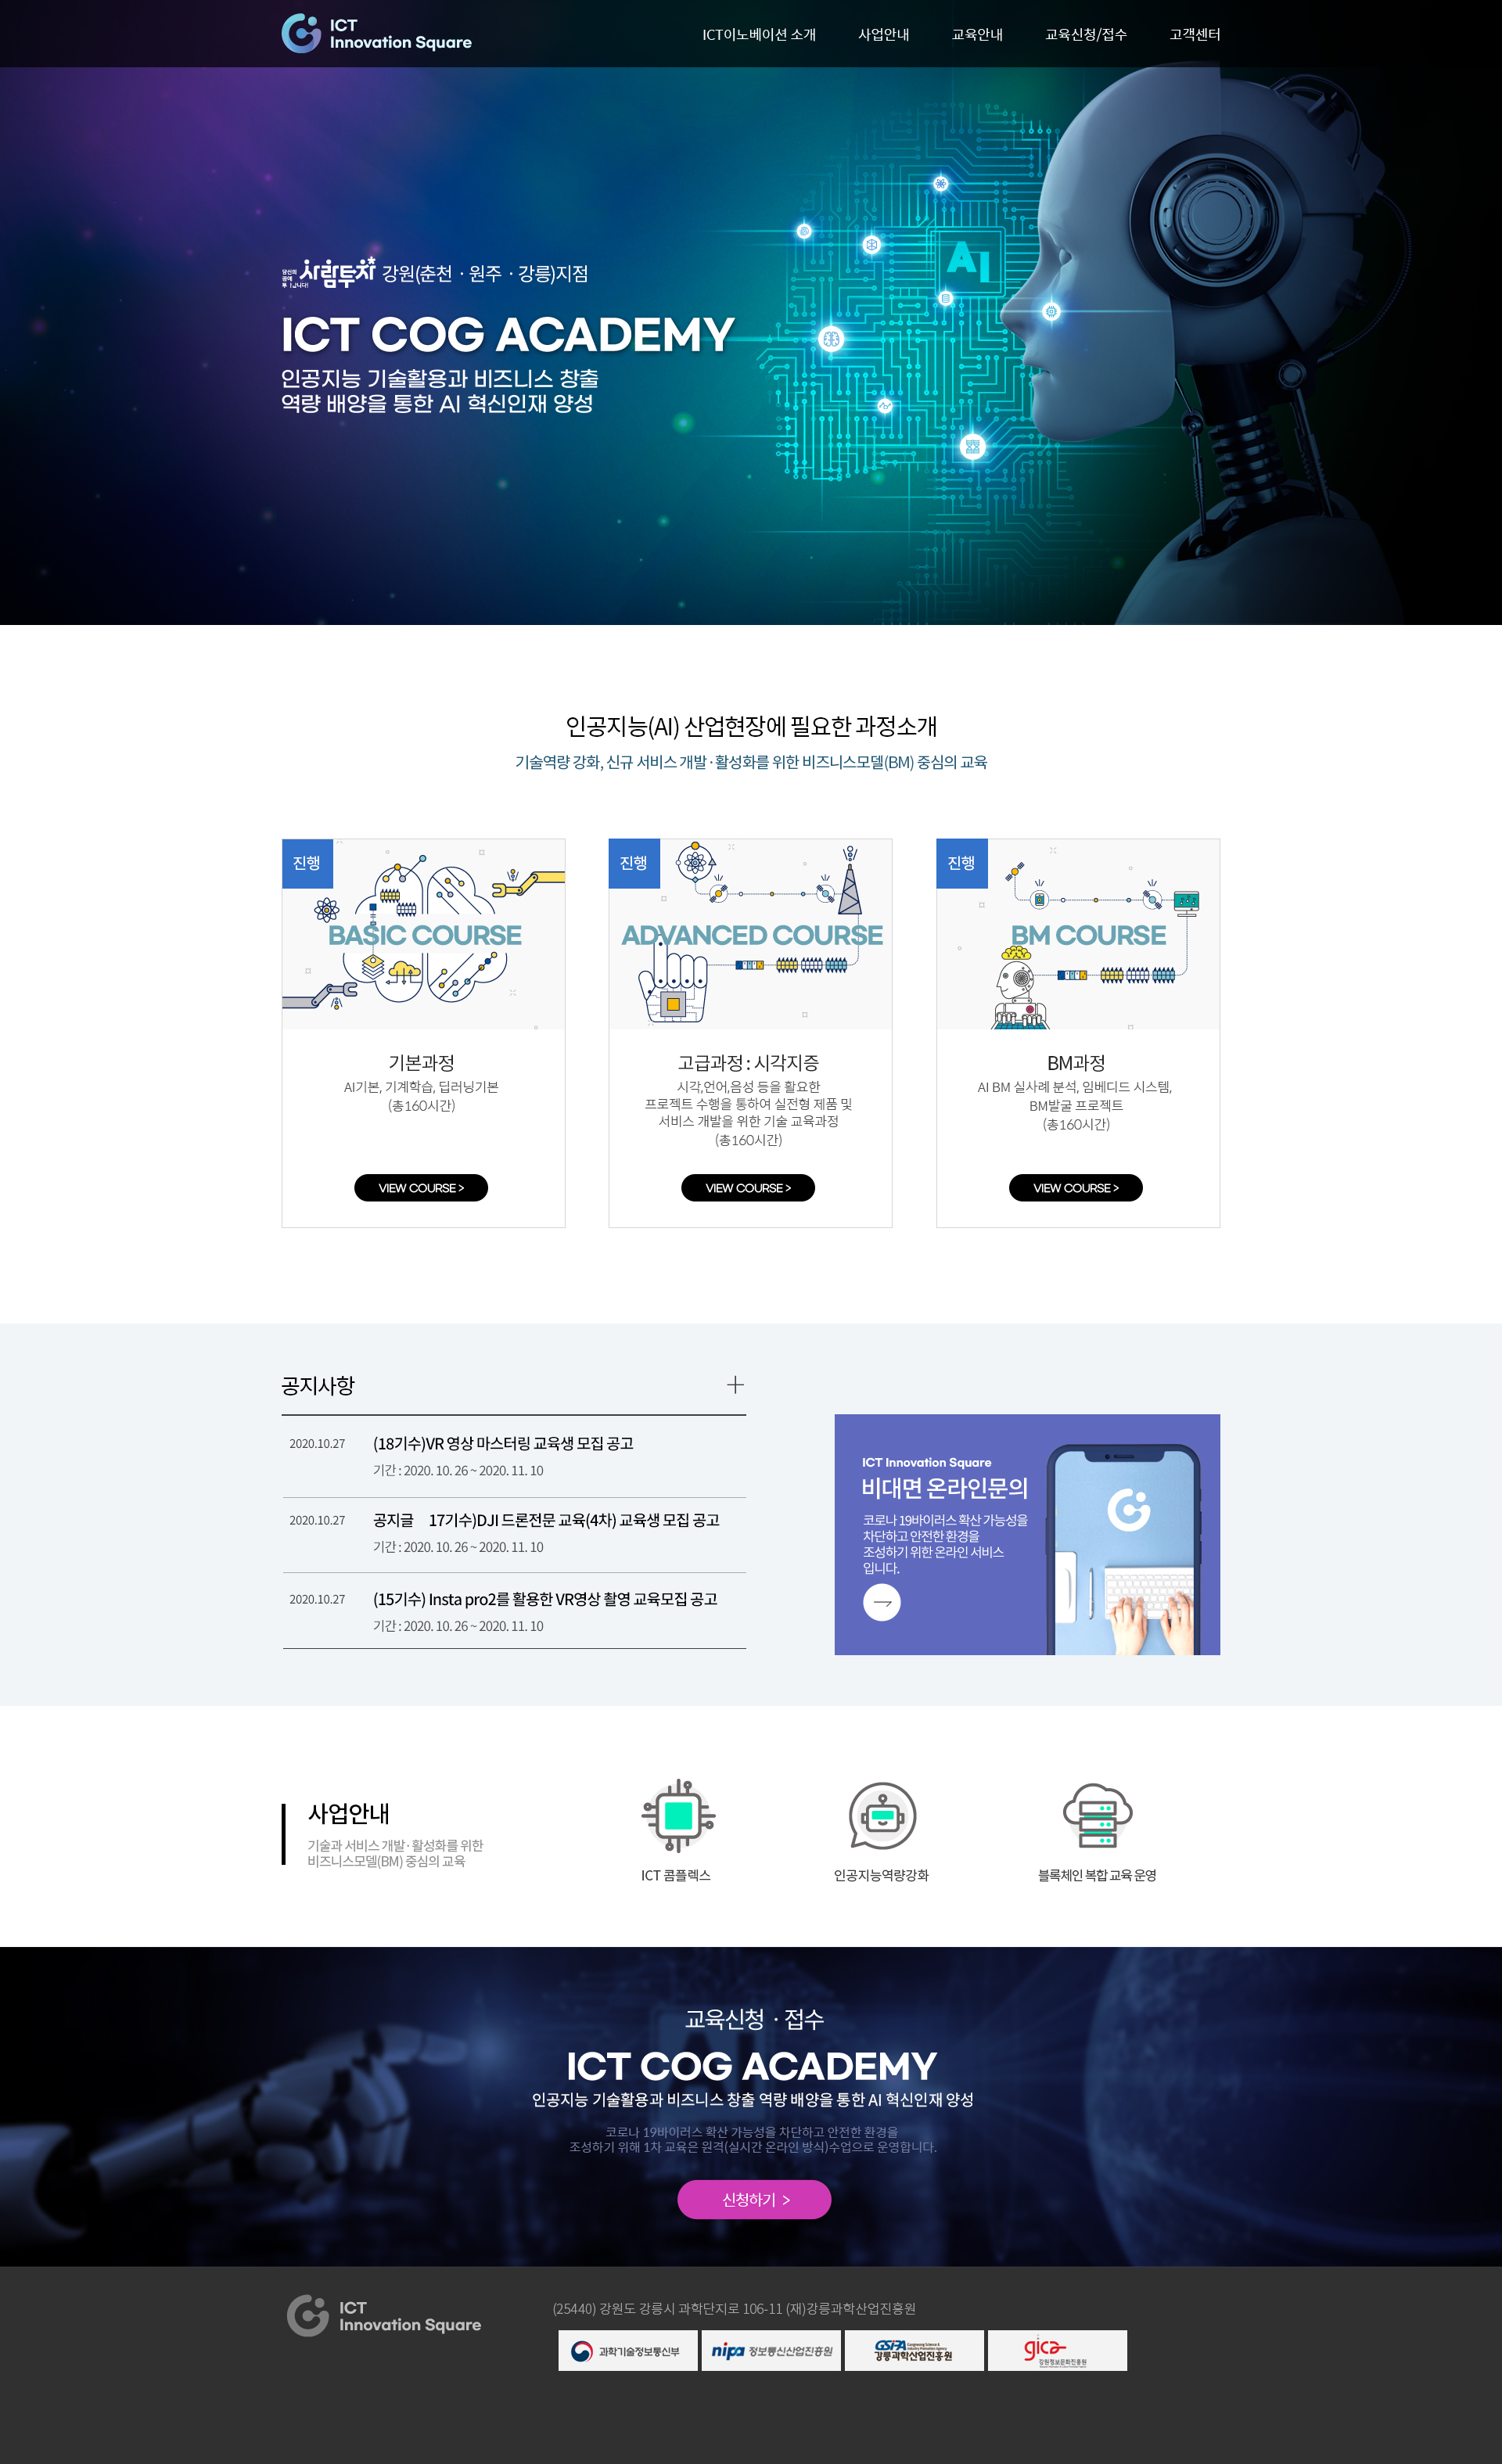 ICT
Innovation Square
ICT이노베이션 소개
사업안내
교육안내
교육신청/접수
고객센터
AI
당신의
꿈에
사람투자 강원(춘천 · 원주 · 강릉)지점
ICT COG ACADEMY
인공지능 기술활용과 비즈니스 창출
역량 배양을 통한 AI 혁신인재 양성
인공지능(AI) 산업현장에 필요한 과정소개
기술역량 강화, 신규 서비스 개발·활성화를 위한 비즈니스모델(BM) 중심의 교육
진행
BASIC COURSE
기본과정
AI기본, 기계학습, 딥러닝기본
(총160시간)
VIEW COURSE >
진행
ADVANCED COURSE
고급과정 : 시각지증
시각,언어,음성 등을 활요한
프로젝트 수행을 통하여 실전형 제품 및
서비스 개발을 위한 기술 교육과정
(총160시간)
VIEW COURSE >
진행
BM COURSE
BM과정
AI BM 실사례 분석, 임베디드 시스템,
BM발굴 프로젝트
(총160시간)
VIEW COURSE >
공지사항
2020.10.27
(18기수)VR 영상 마스터링 교육생 모집 공고
기간 : 2020. 10. 26 ~ 2020. 11. 10
2020.10.27
공지글 17기수)DJI 드론전문 교육(4차) 교육생 모집 공고
기간 : 2020. 10. 26 ~ 2020. 11. 10
2020.10.27
(15기수) Insta pro2를 활용한 VR영상 촬영 교육모집 공고
기간 : 2020. 10. 26 ~ 2020. 11. 10
ICT Innovation Square
비대면 온라인문의
코로나 19바이러스 확산 가능성을
차단하고 안전한 환경을
조성하기 위한 온라인 서비스
입니다.
사업안내
기술과 서비스 개발·활성화를 위한
비즈니스모델(BM) 중심의 교육
ICT 콤플렉스
인공지능역량강화
블록체인 복합 교육 운영
교육신청 · 접수
ICT COG ACADEMY
인공지능 기술활용과 비즈니스 창출 역량 배양을 통한 AI 혁신인재 양성
코로나 19바이러스 확산 가능성을 차단하고 안전한 환경을
조성하기 위해 1차 교육은 원격(실시간 온라인 방식)수업으로 운영합니다.
신청하기 >
ICT
Innovation Square
(25440) 강원도 강릉시 과학단지로 106-11 (재)강릉과학산업진흥원
과학기술정보통신부
nipa 정보통신산업진흥원
GSPA
강릉과학산업진흥원
gica
강원정보문화진흥원